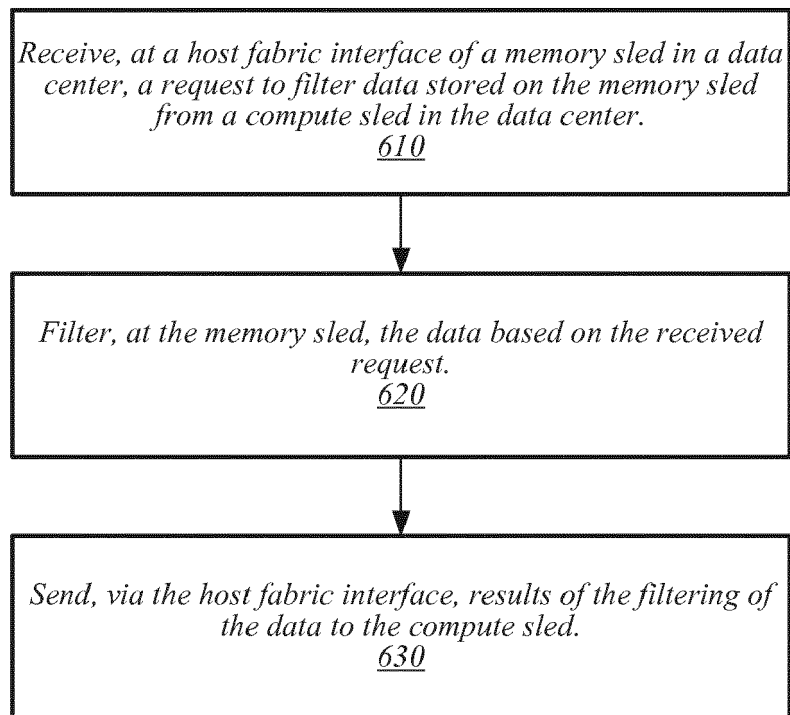 Receive, at a host fabric interface of a memory sled in a data
center, a request to filter data stored on the memory sled
from a compute sled in the data center.
610
Filter, at the memory sled, the data based on the received
request.
620
Send, via the host fabric interface, results of the filtering of
the data to the compute sled.
630